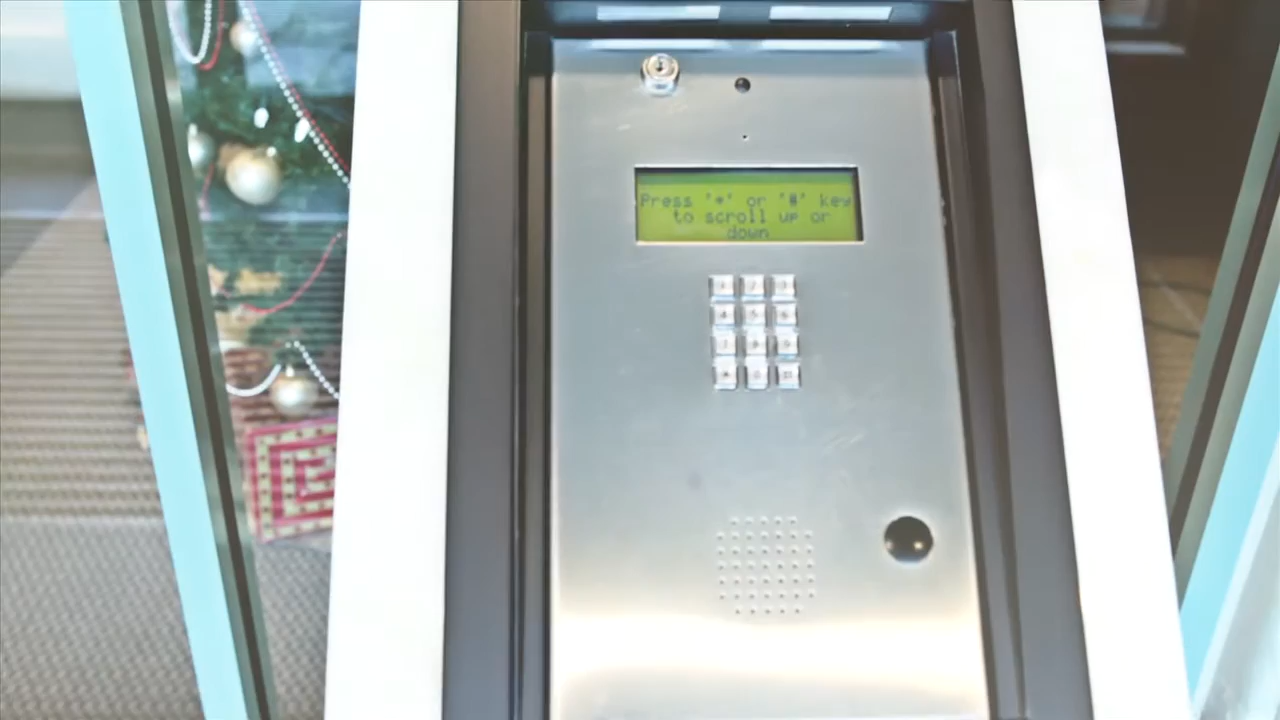 Press '*' or '#' key
to scroll up or
down